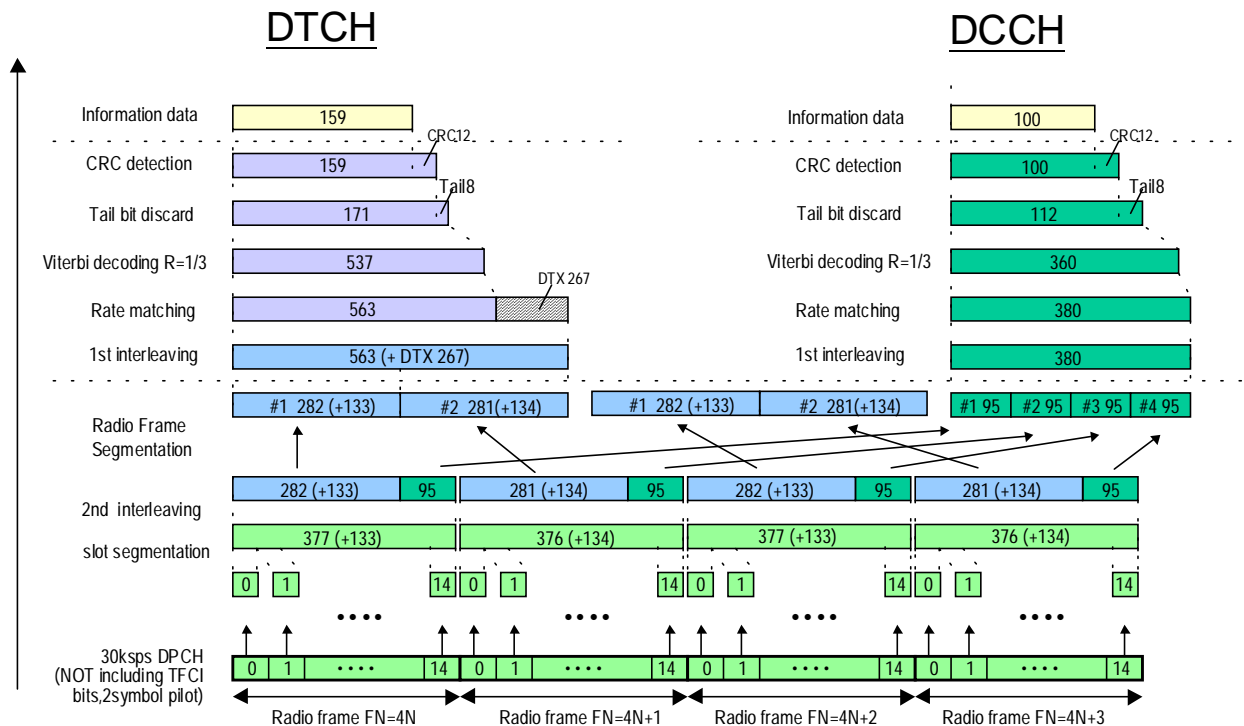 DTCH DCCH
Information data 159 Information data 100
CRC12 CRC12
CRC detection 159 CRC detection 100
Tail8 Tail8
Tail bit discard 171 Tail bit discard 112
Viterbi decoding R=1/3 537 Viterbi decoding R=1/3 360
DTX 267
Rate matching 563 Rate matching 380
1st interleaving 563 (+ DTX 267) 1st interleaving 380
#1 282 (+133) #2 281(+134) #1 282 (+133) #2 281(+134) #1 95 #2 95 #3 95 #4 95
Radio Frame
Segmentation
282 (+133) 95 281 (+134) 95 282 (+133) 95 281 (+134) 95
2nd interleaving
377 (+133) 376 (+134) 377 (+133) 376 (+134)
slot segmentation
0 1 14 0 1 14 0 1 14 0 1 14
•••• •••• •••• ••••
30ksps DPCH
(NOT including TFCI
bits,2symbol pilot)
0 1 •••• 14 0 1 •••• 14 0 1 •••• 14 0 1 •••• 14
Radio frame FN=4N Radio frame FN=4N+1 Radio frame FN=4N+2 Radio frame FN=4N+3